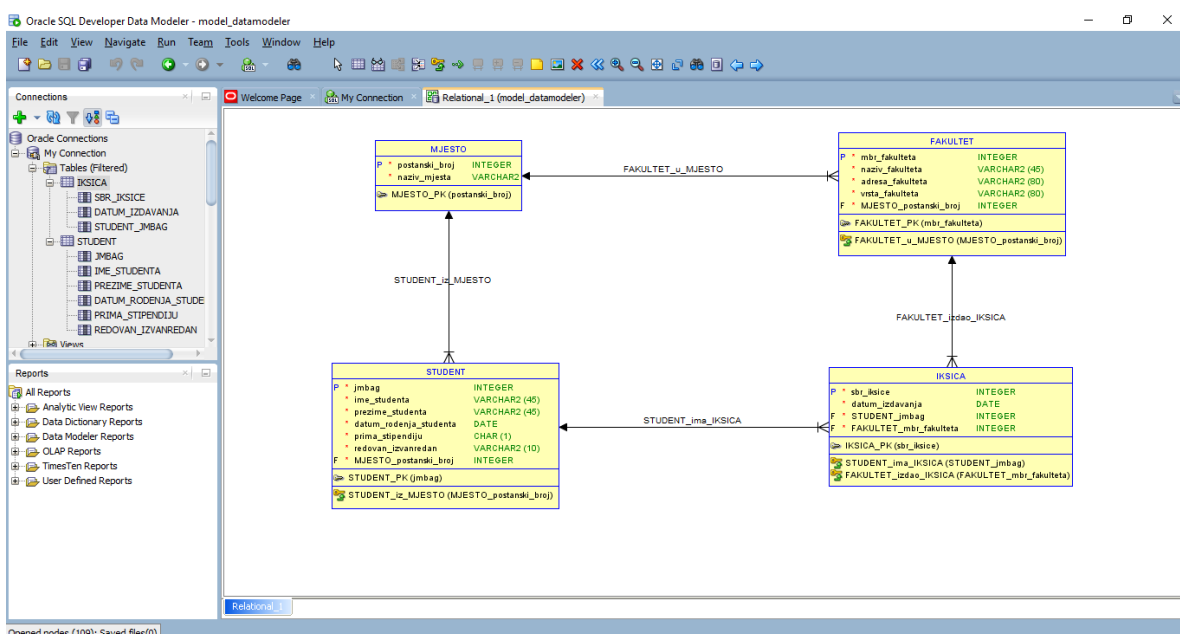 Oracle SQL Developer Data Modeler - model_datamodeler
File Edit View Navigate Run Team Tools Window Help
Connections
Oracle Connections
My Connection
Tables (Filtered)
IKSICA
SBR_IKSICE
DATUM_IZDAVANJA
STUDENT_JMBAG
STUDENT
JMBAG
IME_STUDENTA
PREZIME_STUDENTA
DATUM_RODENJA_STUDE
PRIMA_STIPENDIJU
REDOVAN_IZVANREDAN
Views
Reports
All Reports
Analytic View Reports
Data Dictionary Reports
Data Modeler Reports
OLAP Reports
TimesTen Reports
User Defined Reports
Welcome Page
My Connection
Relational_1 (model_datamodeler)
MJESTO
P * postanski_broj INTEGER
* naziv_mjesta VARCHAR2
MJESTO_PK (postanski_broj)
FAKULTET_u_MJESTO
FAKULTET
P * mbr_fakulteta INTEGER
* naziv_fakulteta VARCHAR2 (45)
* adresa_fakulteta VARCHAR2 (80)
* vrsta_fakulteta VARCHAR2 (80)
F * MJESTO_postanski_broj INTEGER
FAKULTET_PK (mbr_fakulteta)
FAKULTET_u_MJESTO (MJESTO_postanski_broj)
STUDENT_iz_MJESTO
FAKULTET_izdao_IKSICA
STUDENT
P * jmbag INTEGER
* ime_studenta VARCHAR2 (45)
* prezime_studenta VARCHAR2 (45)
* datum_rodenja_studenta DATE
* prima_stipendiju CHAR (1)
* redovan_izvanredan VARCHAR2 (10)
F * MJESTO_postanski_broj INTEGER
STUDENT_PK (jmbag)
STUDENT_iz_MJESTO (MJESTO_postanski_broj)
STUDENT_ima_IKSICA
IKSICA
P * sbr_iksice INTEGER
* datum_izdavanja DATE
F * STUDENT_jmbag INTEGER
F * FAKULTET_mbr_fakulteta INTEGER
IKSICA_PK (sbr_iksice)
STUDENT_ima_IKSICA (STUDENT_jmbag)
FAKULTET_izdao_IKSICA (FAKULTET_mbr_fakulteta)
Relational_1
Opened nodes (109); Saved files(0)